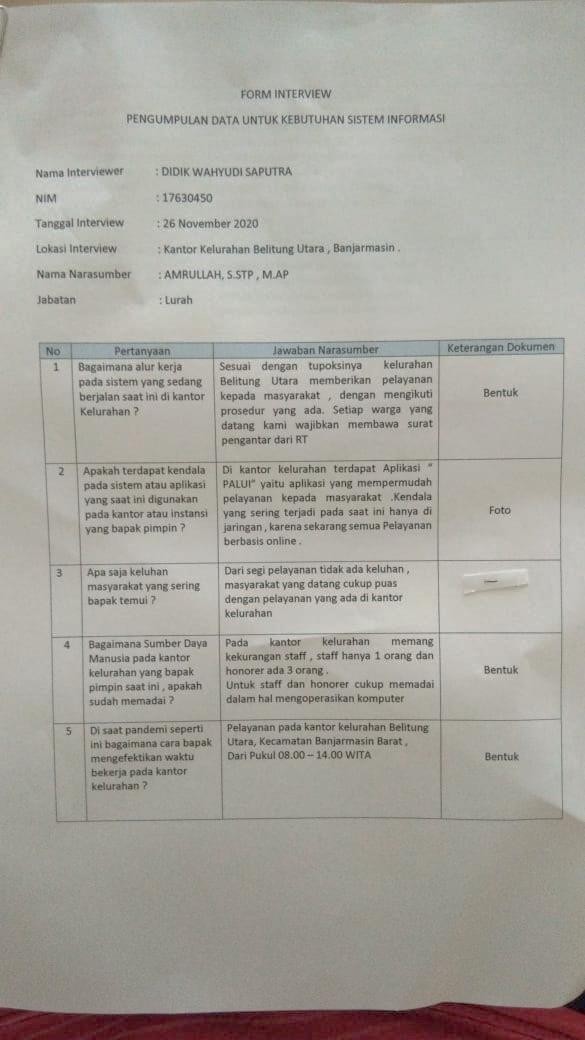 FORM INTERVIEW
PENGUMPULAN DATA UNTUK KEBUTUHAN SISTEM INFORMASI
Nama Interviewer : DIDIK WAHYUDI SAPUTRA
NIM : 17630450
Tanggal Interview : 26 November 2020
Lokasi Interview : Kantor Kelurahan Belitung Utara , Banjarmasin .
Nama Narasumber : AMRULLAH, S.STP , M.AP
Jabatan : Lurah
No Pertanyaan Jawaban Narasumber Keterangan Dokumen
1
Bagaimana alur kerja
pada sistem yang sedang
berjalan saat ini di kantor
Kelurahan ?
Sesuai dengan tupoksinya kelurahan
Belitung Utara memberikan pelayanan
kepada masyarakat , dengan mengikuti
prosedur yang ada. Setiap warga yang
datang kami wajibkan membawa surat
pengantar dari RT
Bentuk
2
Apakah terdapat kendala
pada sistem atau aplikasi
yang saat ini digunakan
pada kantor atau instansi
yang bapak pimpin ?
Di kantor kelurahan terdapat Aplikasi "
PALUI" yaitu aplikasi yang mempermudah
pelayanan kepada masyarakat .Kendala
yang sering terjadi pada saat ini hanya di
jaringan , karena sekarang semua Pelayanan
berbasis online .
Foto
3
Apa saja keluhan
masyarakat yang sering
bapak temui ?
Dari segi pelayanan tidak ada keluhan ,
masyarakat yang datang cukup puas
dengan pelayanan yang ada di kantor
kelurahan
—
4
Bagaimana Sumber Daya
Manusia pada kantor
kelurahan yang bapak
pimpin saat ini , apakah
sudah memadai ?
Pada kantor kelurahan memang
kekurangan staff , staff hanya 1 orang dan
honorer ada 3 orang .
Untuk staff dan honorer cukup memadai
dalam hal mengoperasikan komputer
Bentuk
5
Di saat pandemi seperti
ini bagaimana cara bapak
mengefektikan waktu
bekerja pada kantor
kelurahan ?
Pelayanan pada kantor kelurahan Belitung
Utara, Kecamatan Banjarmasin Barat ,
Dari Pukul 08.00 – 14.00 WITA
Bentuk